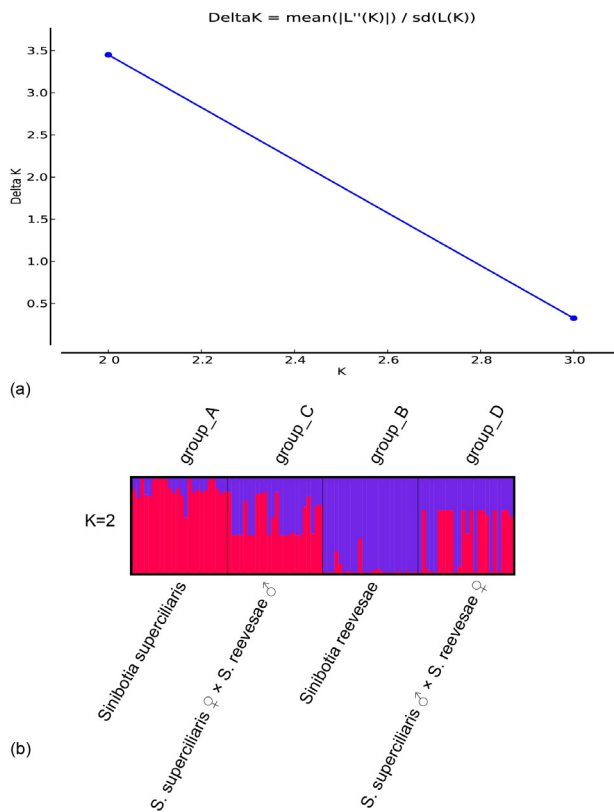 DeltaK = mean(|L''(K)|) / sd(L(K))
3.5
3.0
2.5
2.0
1.5
1.0
0.5
Delta K
2 0
2.2
2.4
2.6
2.8
3.0
K
(a)
group_A
group_C
group_B
group_D
K=2
Sinibotia superciliaris
S. superciliaris ♀ × S. reevesae ♂
Sinibotia reevesae
S. superciliaris ♂ × S. reevesae ♀
(b)